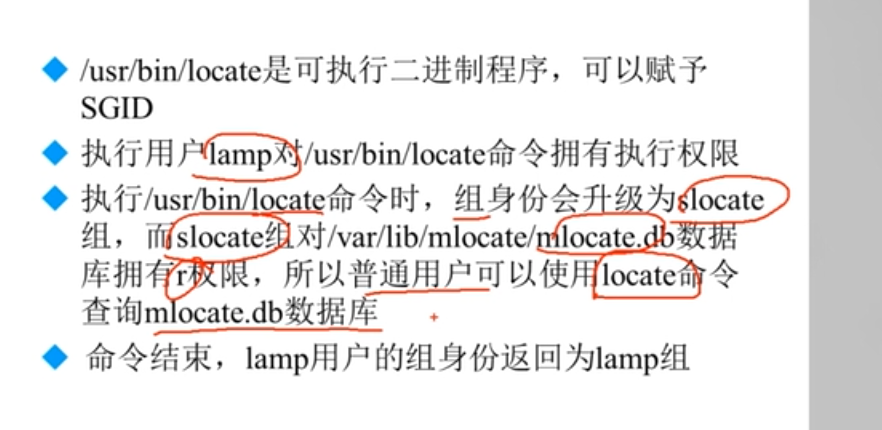 /usr/bin/locate是可执行二进制程序，可以赋予
SGID
执行用户lamp对/usr/bin/locate命令拥有执行权限
执行/usr/bin/locate命令时，组身份会升级为slocate
组，而slocate组对/var/lib/mlocate/mlocate.db数据
库拥有r权限，所以普通用户可以使用locate命令
查询mlocate.db数据库
命令结束，lamp用户的组身份返回为lamp组